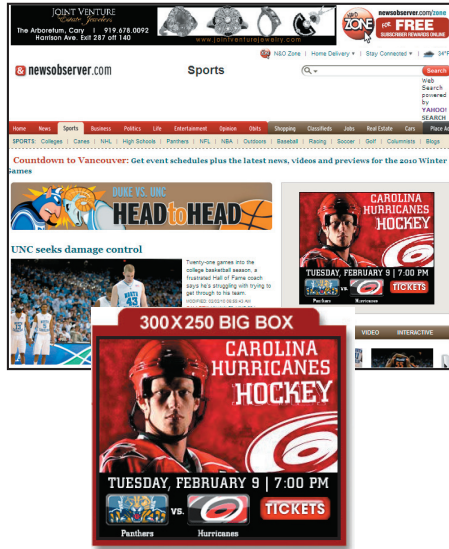 JOINT VENTURE
Estate Jewelers
The Arboretum, Cary | 919.678.0092
Harrison Ave. Exit 287 off I40
www.jointventurejewelry.com
ZONE
newsobserver.com/zone
FOR FREE
SUBSCRIBER REWARDS ONLINE
N&O Zone | Home Delivery | Stay Connected | 34°F
newsobserver.com
Sports
Search
Web
Search
powered
by
YAHOO!
SEARCH
Home News Sports Business Politics Life Entertainment Opinion Obits Shopping Classifieds Jobs Real Estate Cars Place Ad
SPORTS: Colleges | Canes | NHL | High Schools | Panthers | NFL | NBA | Outdoors | Baseball | Racing | Soccer | Golf | Columnists | Blogs
Countdown to Vancouver: Get event schedules plus the latest news, videos and previews for the 2010 Winter
Games
DUKE VS. UNC
HEAD to HEAD
CAROLINA
HURRICANES
HOCKEY
TUESDAY, FEBRUARY 9 | 7:00 PM
VS.
TICKETS
Panthers Hurricanes
UNC seeks damage control
Twenty-one games into the
college basketball season, a
frustrated Hall of Fame coach
says he's struggling with trying to
get through to his team.
NORTH
43
VIDEO INTERACTIVE
300X250 BIG BOX
CAROLINA
HURRICANES
HOCKEY
TUESDAY, FEBRUARY 9 | 7:00 PM
VS.
TICKETS
Panthers Hurricanes